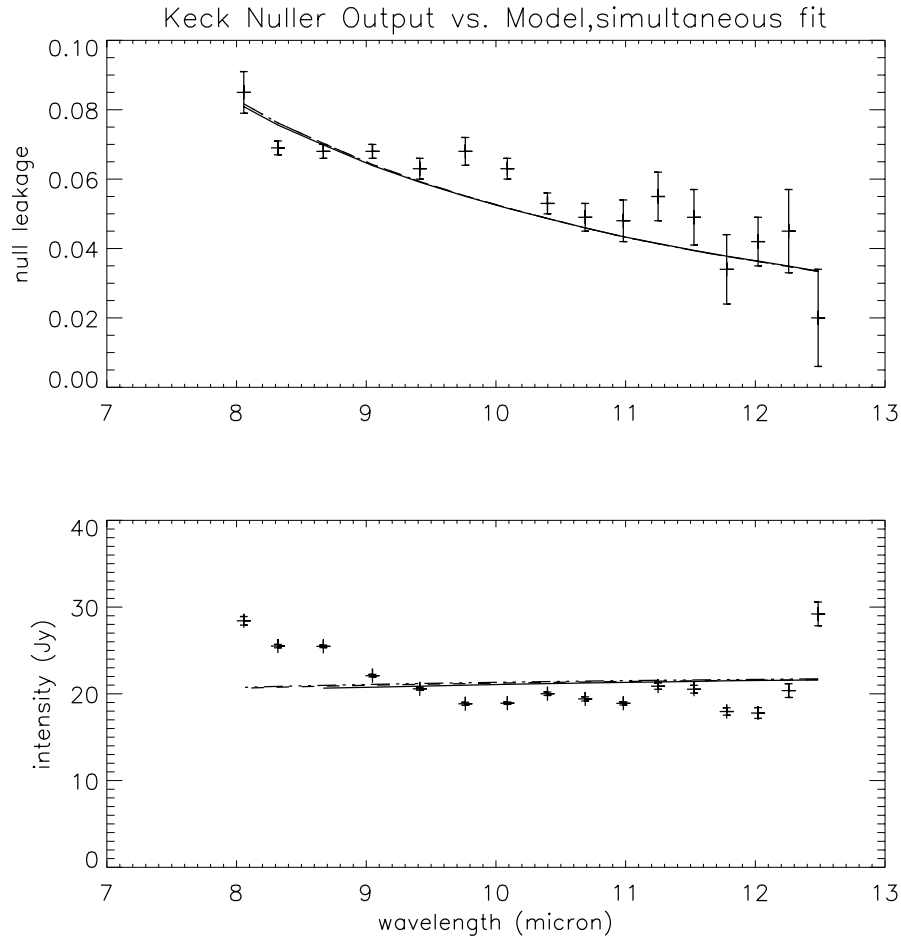 Keck Nuller Output vs. Model,simultaneous fit
0.10
0.08
0.06
0.04
0.02
0.00
null leakage
7 8 9 10 11 12 13
40
30
20
10
0
intensity (Jy)
7 8 9 10 11 12 13
wavelength (micron)